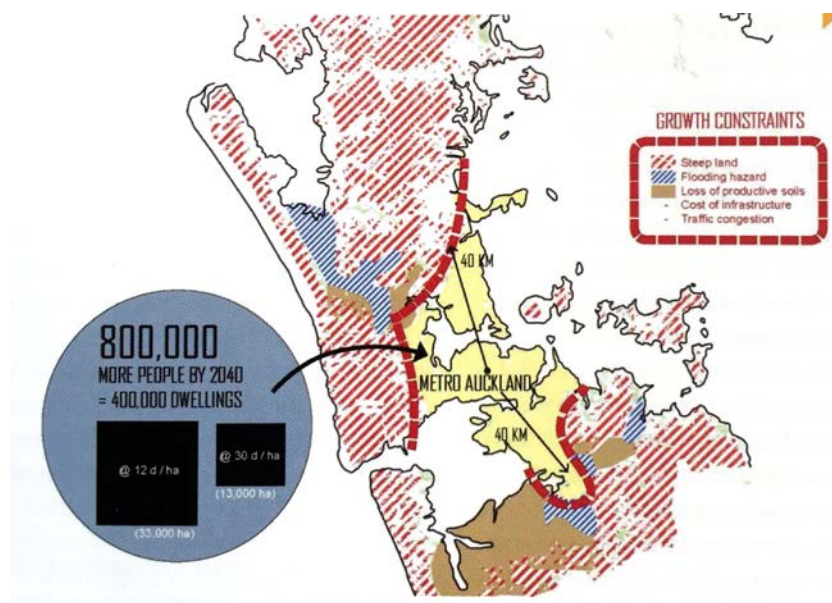 GROWTH CONSTRAINTS
Steep land
Flooding hazard
Loss of productive soils
- Cost of infrastructure
- Traffic congestion
40 KM
METRO AUCKLAND
40 KM
800,000
MORE PEOPLE BY 2040
= 400,000 DWELLINGS
@ 12 d / ha
(33,000 ha)
@ 30 d / ha
(13,000 ha)